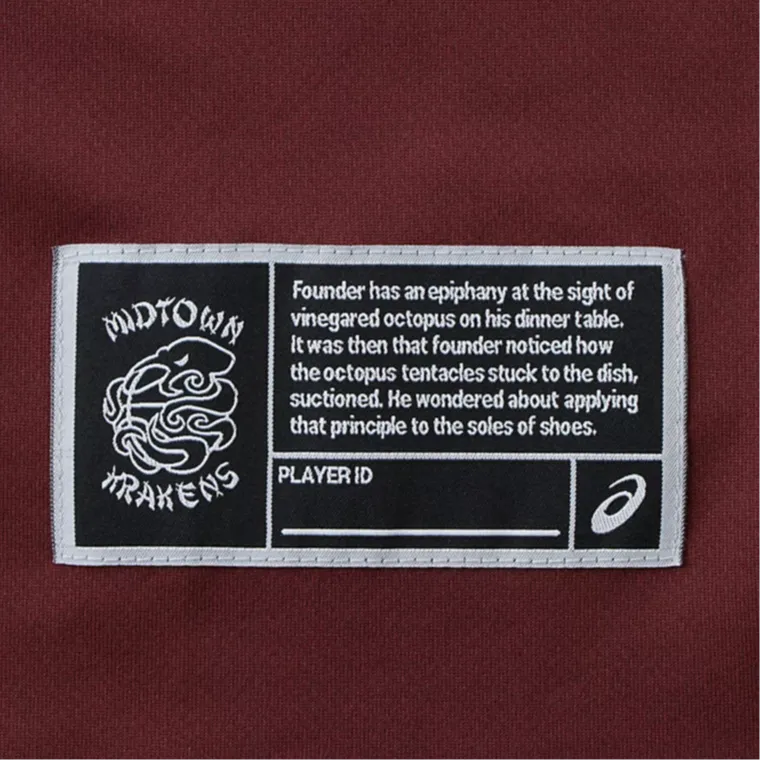 MIDTOWN
KRAKENS
Founder has an epiphany at the sight of
vinegared octopus on his dinner table.
It was then that founder noticed how
the octopus tentacles stuck to the dish,
suctioned. He wondered about applying
that principle to the soles of shoes.
PLAYER ID